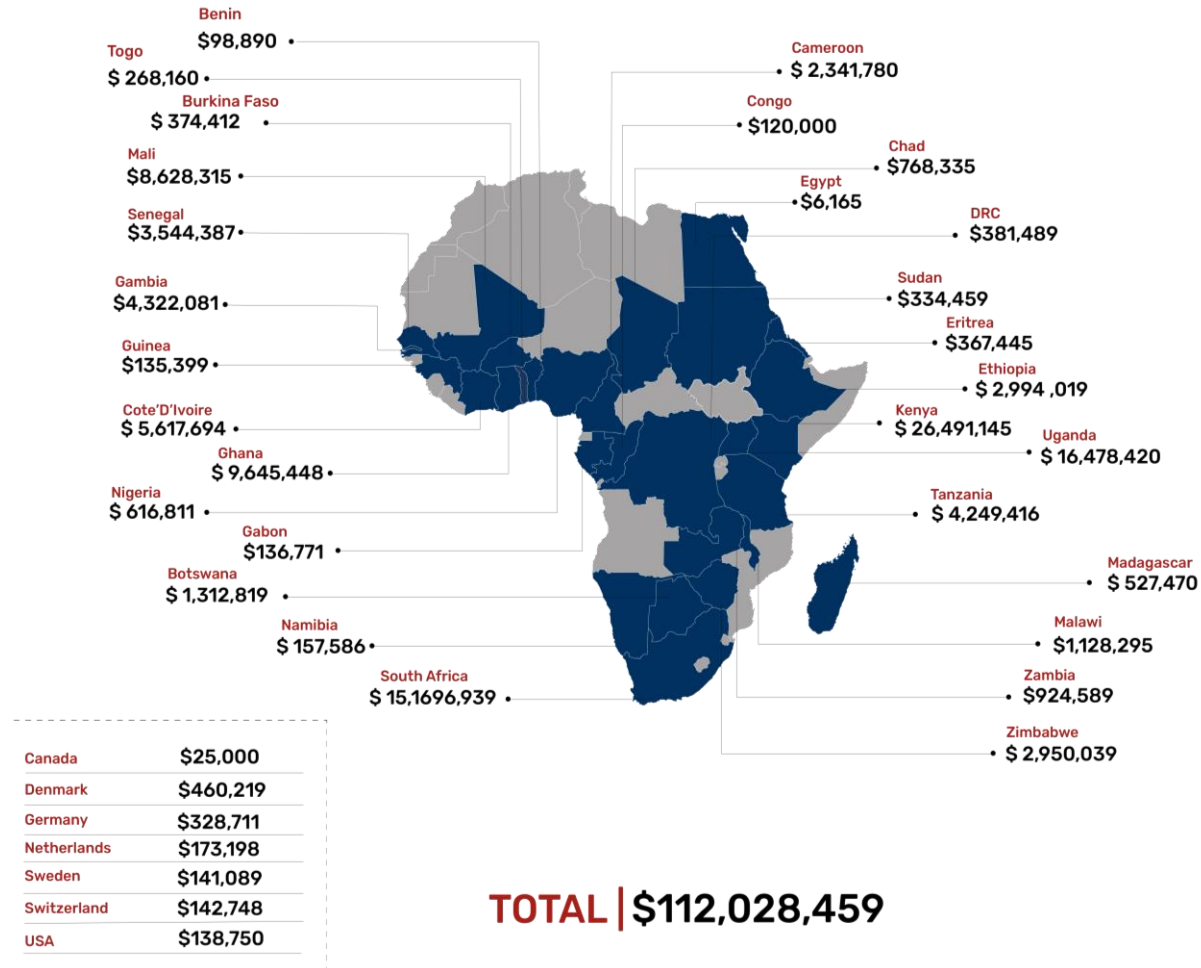 Benin
$98,890
Togo
$ 268,160
Burkina Faso
$ 374,412
Mali
$8,628,315
Senegal
$3,544,387
Gambia
$4,322,081
Guinea
$135,399
Cote'D'Ivoire
$ 5,617,694
Ghana
$ 9,645,448
Nigeria
$ 616,811
Gabon
$136,771
Botswana
$ 1,312,819
Namibia
$ 157,586
South Africa
$ 15,1696,939
Cameroon
$ 2,341,780
Congo
$120,000
Chad
$768,335
Egypt
$6,165
DRC
$381,489
Sudan
$334,459
Eritrea
$367,445
Ethiopia
$ 2,994 ,019
Kenya
$ 26,491,145
Uganda
$ 16,478,420
Tanzania
$ 4,249,416
Madagascar
$ 527,470
Malawi
$1,128,295
Zambia
$924,589
Zimbabwe
$ 2,950,039
Canada $25,000
Denmark $460,219
Germany $328,711
Netherlands $173,198
Sweden $141,089
Switzerland $142,748
USA $138,750
TOTAL | $112,028,459